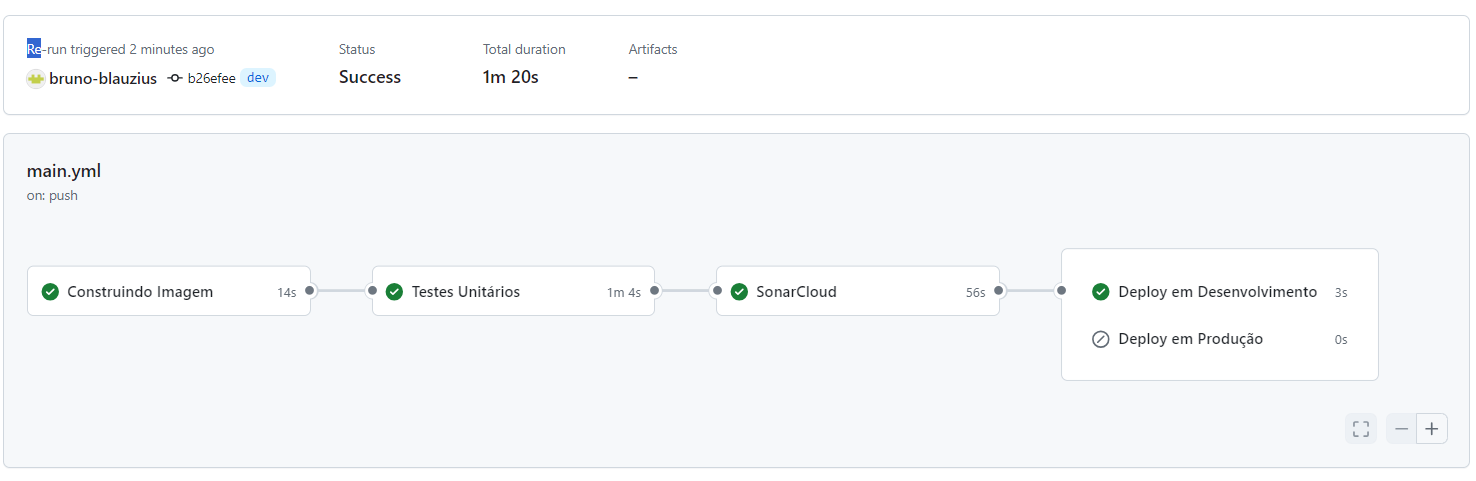 Re-run triggered 2 minutes ago
bruno-blauzius b26efee dev
Status
Success
Total duration
1m 20s
Artifacts
–
main.yml
on: push
Construindo Imagem 14s
Testes Unitários 1m 4s
SonarCloud 56s
Deploy em Desenvolvimento 3s
Deploy em Produção 0s